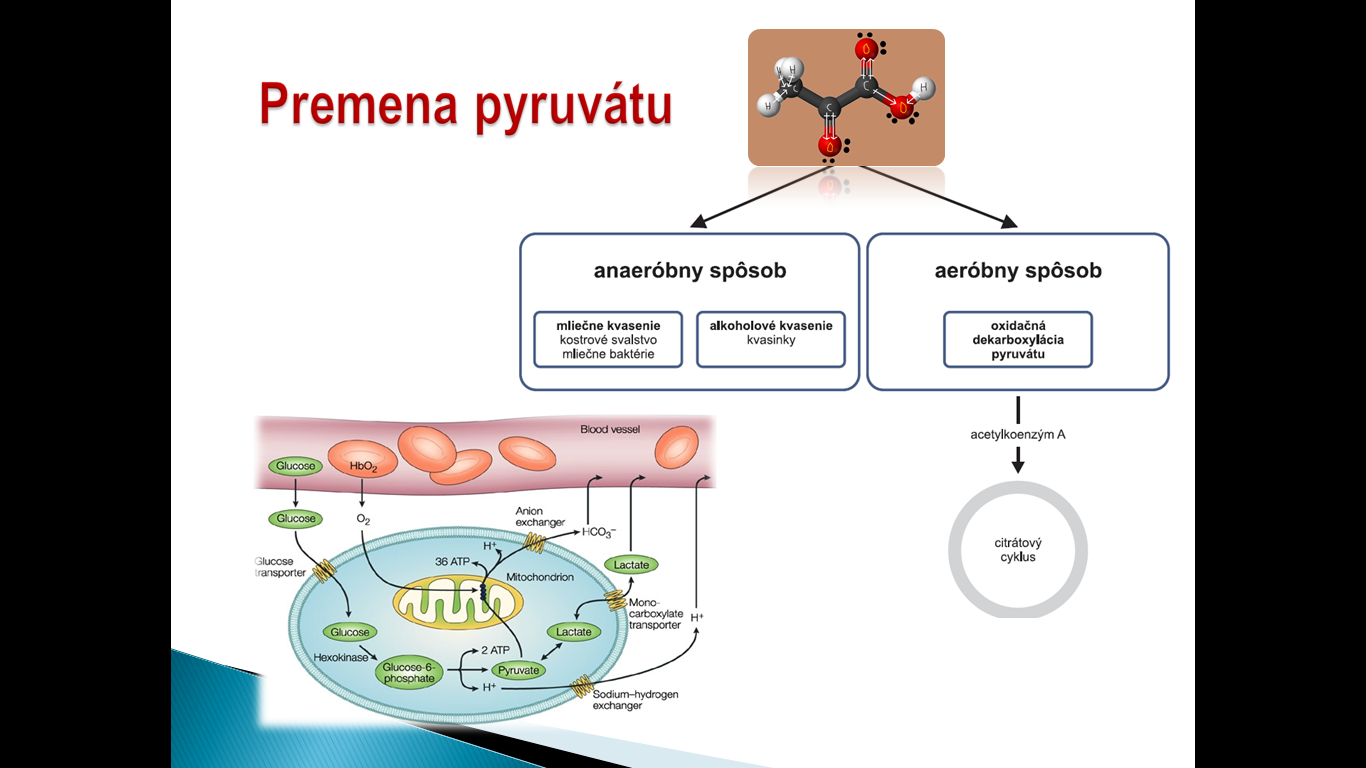 Premena pyruvátu
O
H
H
C
C
H
O
C
O
anaeróbny spôsob
mliečne kvasenie
kostrové svalstvo
mliečne baktérie
alkoholové kvasenie
kvasinky
aeróbny spôsob
oxidačná
dekarboxylácia
pyruvátu
acetylkoenzým A
citrátový
cyklus
Blood vessel
Glucose
HbO2
Glucose
O2
Anion
exchanger
HCO3–
H+
36 ATP
Glucose
transporter
Mitochondrion
Lactate
Mono-
carboxylate
transporter
H+
Glucose
Lactate
Hexokinase
2 ATP
Glucose-6-
phosphate
Pyruvate
H+
Sodium–hydrogen
exchanger